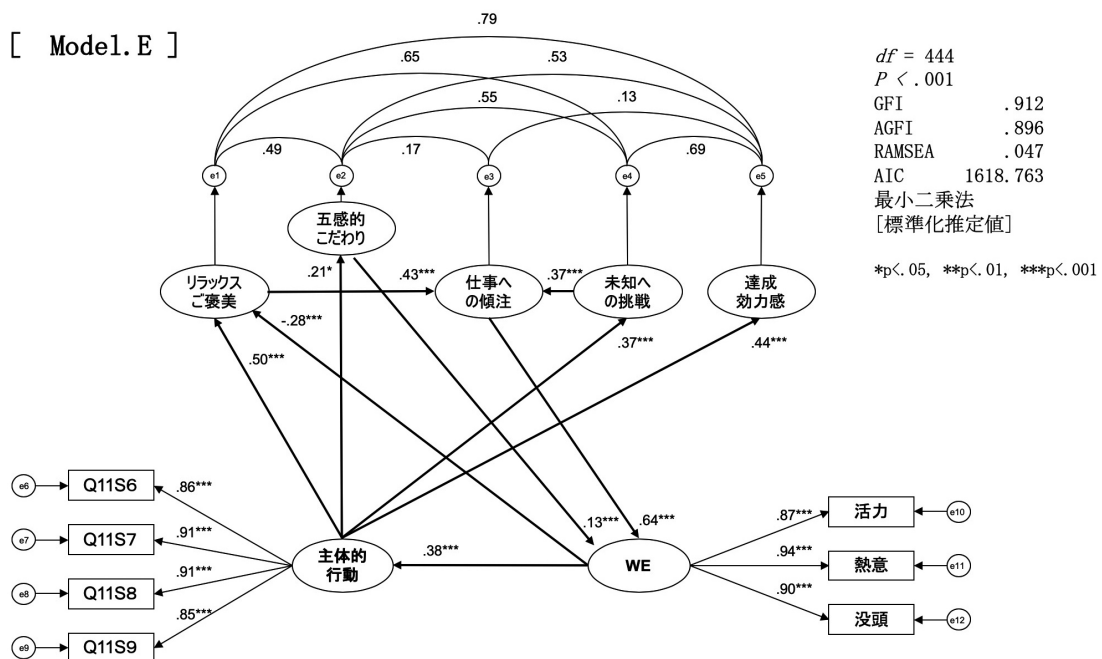 [ Model.E ]
.79
.65
.53
.55
.13
.49
.17
.69
df = 444
P < .001
GFI .912
AGFI .896
RAMSEA .047
AIC 1618.763
最小二乗法
[標準化推定値]
*p<.05, **p<.01, ***p<.001
e1
e2
e3
e4
e5
五感的
こだわり
リラックス
ご褒美
仕事へ
の傾注
未知へ
の挑戦
達成
効力感
.21*
.43***
.37***
-.28***
.50***
.37***
.44***
e6
Q11S6
.86***
e7
Q11S7
.91***
e8
Q11S8
.91***
e9
Q11S9
.85***
主体的
行動
.38***
.13***
.64***
WE
.87***
活力
e10
.94***
熱意
e11
.90***
没頭
e12